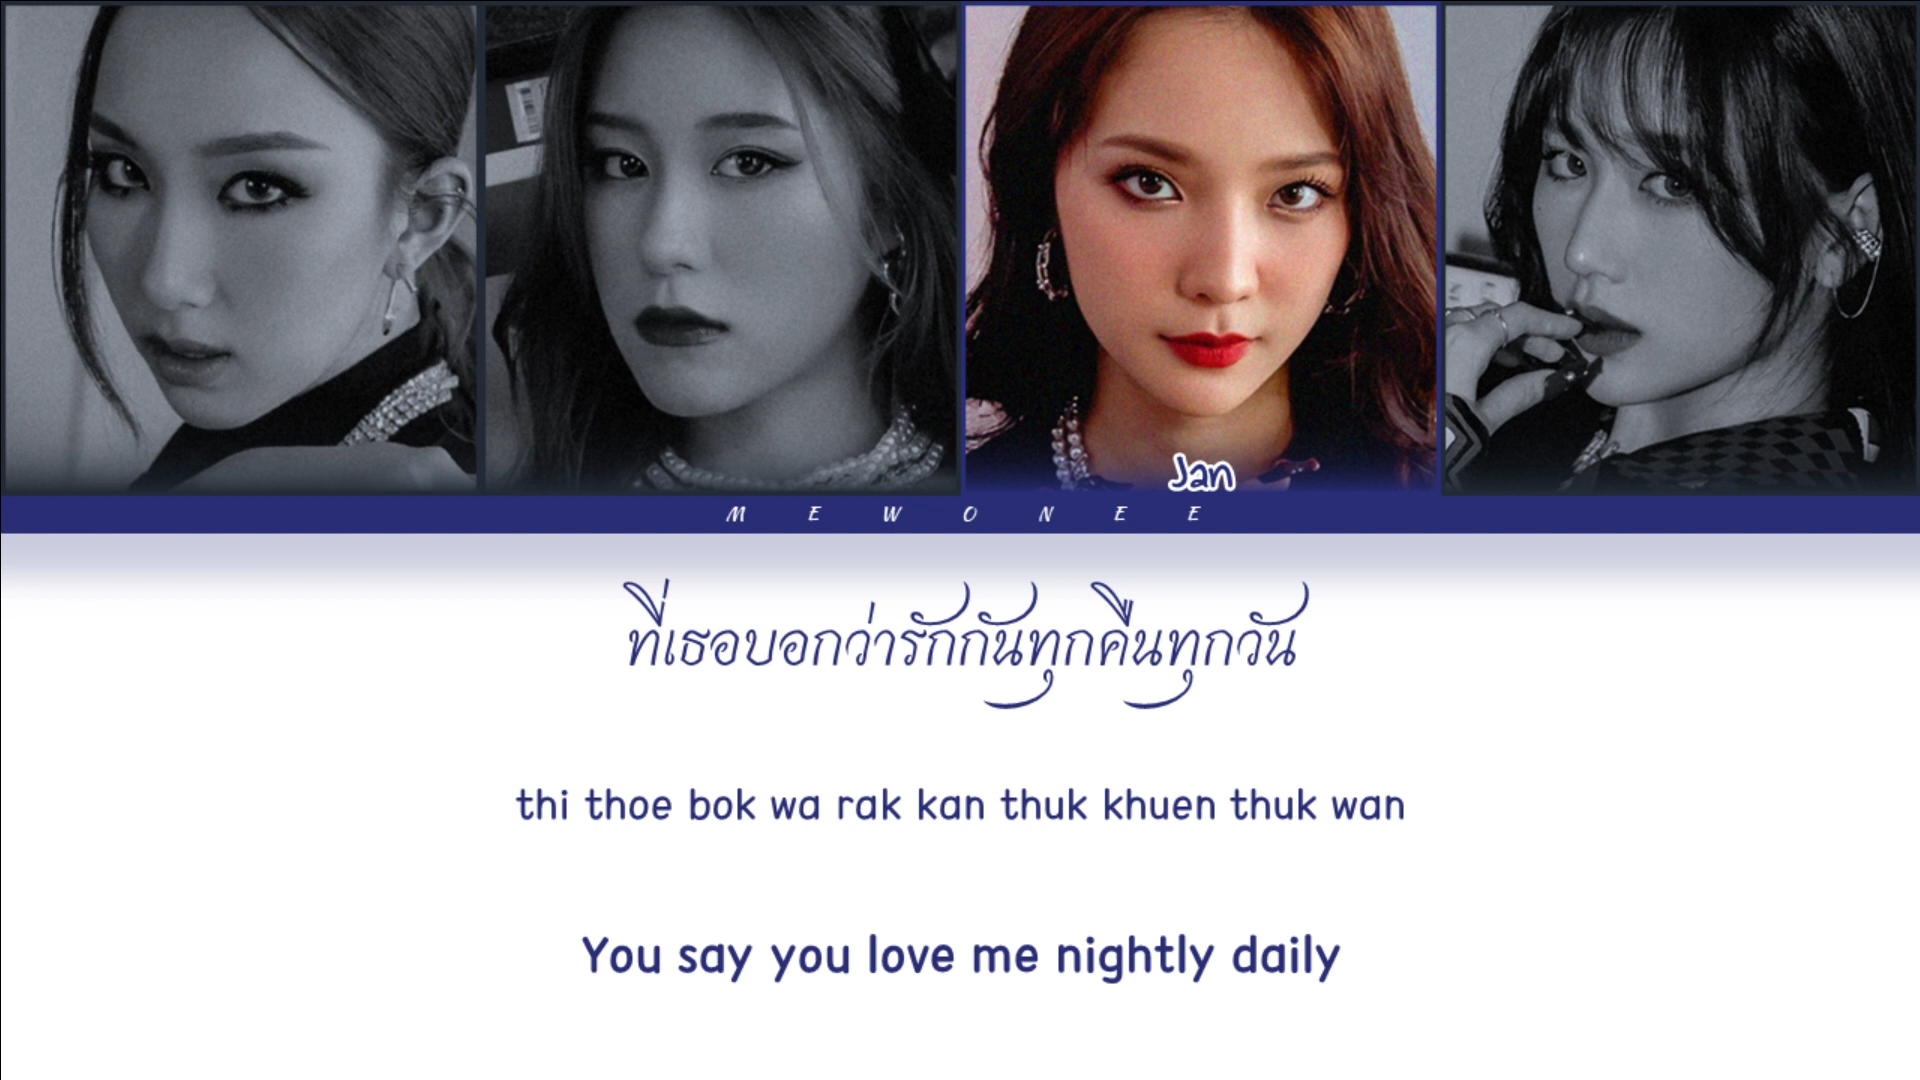 Jan
M E W O N E E
ที่เธอบอกว่ารักกันทุกคืนทุกวัน
thi thoe bok wa rak kan thuk khuen thuk wan
You say you love me nightly daily